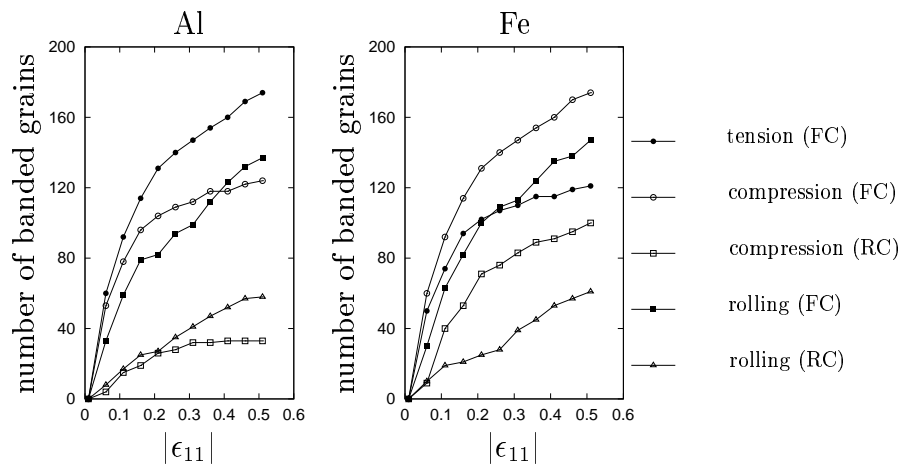 Al
number of banded grains
200
160
120
80
40
0
0 0.1 0.2 0.3 0.4 0.5 0.6
|ϵ11|
Fe
number of banded grains
200
160
120
80
40
0
0 0.1 0.2 0.3 0.4 0.5 0.6
|ϵ11|
tension (FC)
compression (FC)
compression (RC)
rolling (FC)
rolling (RC)